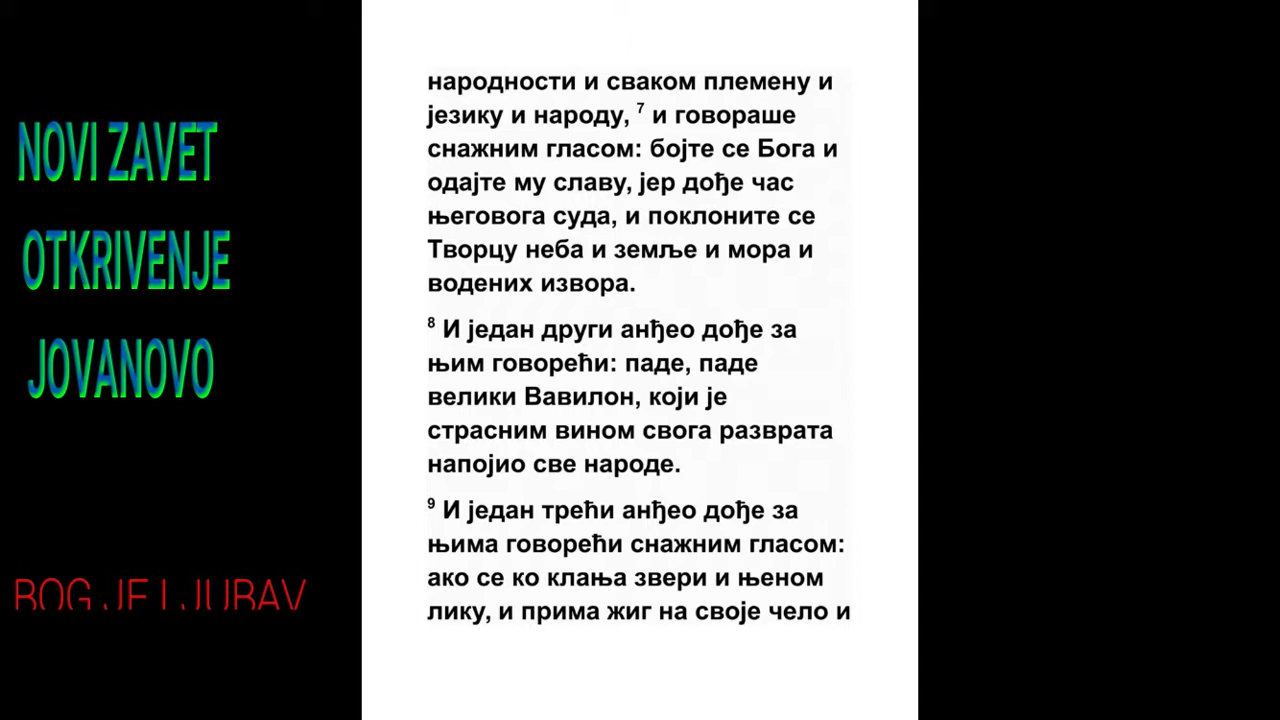 NOVI ZAVET
OTKRIVENJE
JOVANOVO
BOG JE LJUBAV
народности и сваком племену и
језику и народу, 7 и говораше
снажним гласом: бојте се Бога и
одајте му славу, јер дође час
његовога суда, и поклоните се
Творцу неба и земље и мора и
водених извора.
8 И један други анђео дође за
њим говорећи: паде, паде
велики Вавилон, који је
страсним вином свога разврата
напојио све народе.
9 И један трећи анђео дође за
њима говорећи снажним гласом:
ако се ко клања звери и њеном
лику, и прима жиг на своје чело и